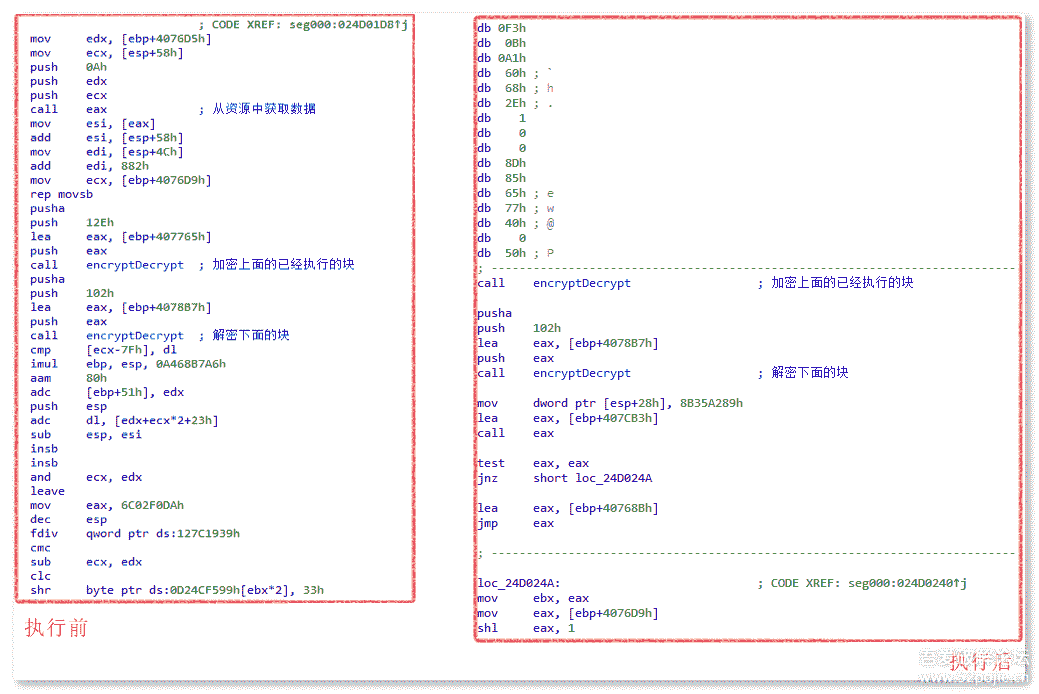 ; CODE XREF: seg000:024D01D8↑j
mov edx, [ebp+4076D5h]
mov ecx, [esp+58h]
push 0Ah
push edx
push ecx
call eax ; 从资源中获取数据
mov esi, [eax]
add esi, [esp+58h]
mov edi, [esp+4Ch]
add edi, 882h
mov ecx, [ebp+4076D9h]
rep movsb
pusha
push 12Eh
lea eax, [ebp+407765h]
push eax
call encryptDecrypt ; 加密上面的已经执行的块
pusha
push 102h
lea eax, [ebp+4078B7h]
push eax
call encryptDecrypt ; 解密下面的块
cmp [ecx-7Fh], dl
imul ebp, esp, 0A468B7A6h
aam 80h
adc [ebp+51h], edx
push esp
adc dl, [edx+ecx*2+23h]
sub esp, esi
insb
insb
and ecx, edx
leave
mov eax, 6C02F0DAh
dec esp
fdiv qword ptr ds:127C1939h
cmc
sub ecx, edx
clc
shr byte ptr ds:0D24CF599h[ebx*2], 33h
执行前
db 0F3h
db 0Bh
db 0A1h
db 60h ; `
db 68h ; h
db 2Eh ; .
db 1
db 0
db 0
db 8Dh
db 85h
db 65h ; e
db 77h ; w
db 40h ; @
db 0
db 50h ; P
; ---------------------------------------------------------------------------
call encryptDecrypt ; 加密上面的已经执行的块
pusha
push 102h
lea eax, [ebp+4078B7h]
push eax
call encryptDecrypt ; 解密下面的块
mov dword ptr [esp+28h], 8B35A289h
lea eax, [ebp+407CB3h]
call eax
test eax, eax
jnz short loc_24D024A
lea eax, [ebp+40768Bh]
jmp eax
; ---------------------------------------------------------------------------
loc_24D024A: ; CODE XREF: seg000:024D0240↑j
mov ebx, eax
mov eax, [ebp+4076D9h]
shl eax, 1
执行后
www.52pojie.cn